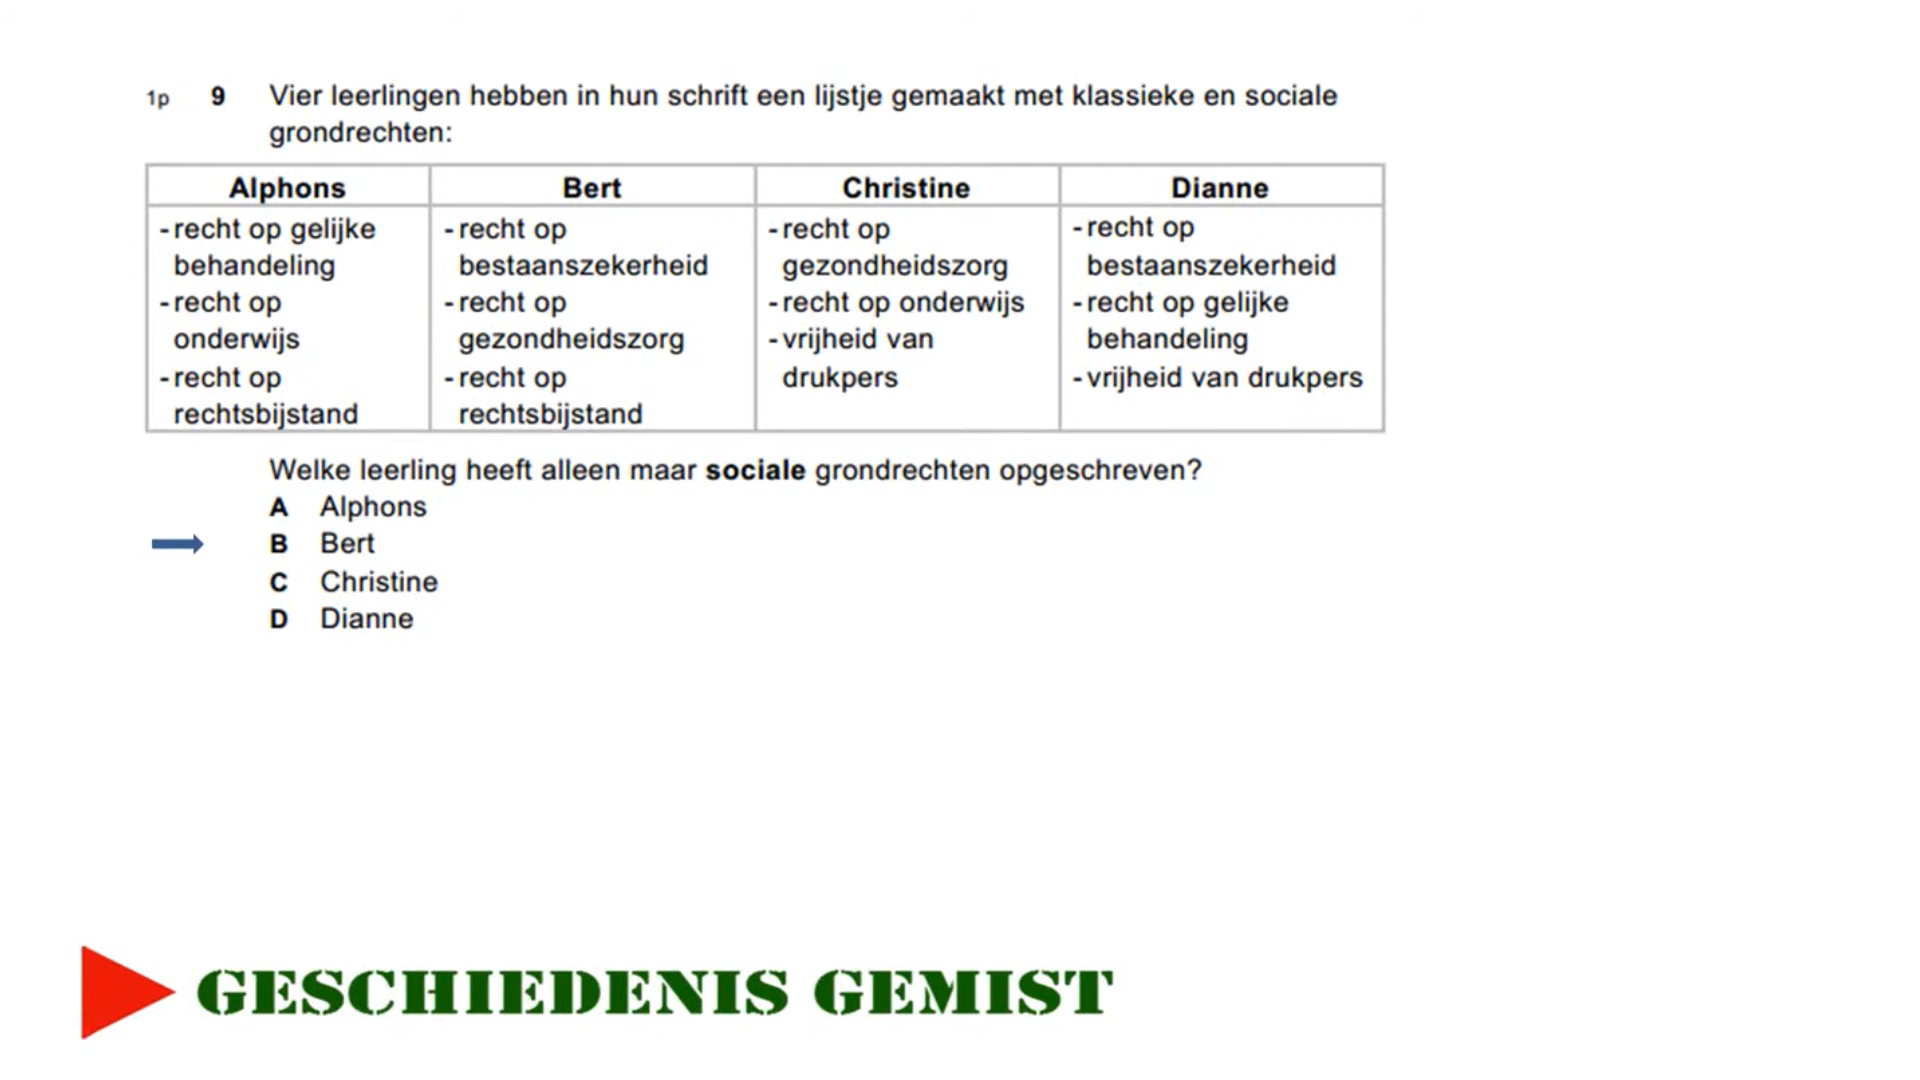 1p 9 Vier leerlingen hebben in hun schrift een lijstje gemaakt met klassieke en sociale
grondrechten:
Alphons
- recht op gelijke
behandeling
- recht op
onderwijs
- recht op
rechtsbijstand
Bert
- recht op
bestaanszekerheid
- recht op
gezondheidszorg
- recht op
rechtsbijstand
Christine
- recht op
gezondheidszorg
- recht op onderwijs
- vrijheid van
drukpers
Dianne
- recht op
bestaanszekerheid
- recht op gelijke
behandeling
- vrijheid van drukpers
Welke leerling heeft alleen maar sociale grondrechten opgeschreven?
A Alphons
B Bert
C Christine
D Dianne
GESCHIEDENIS GEMIST